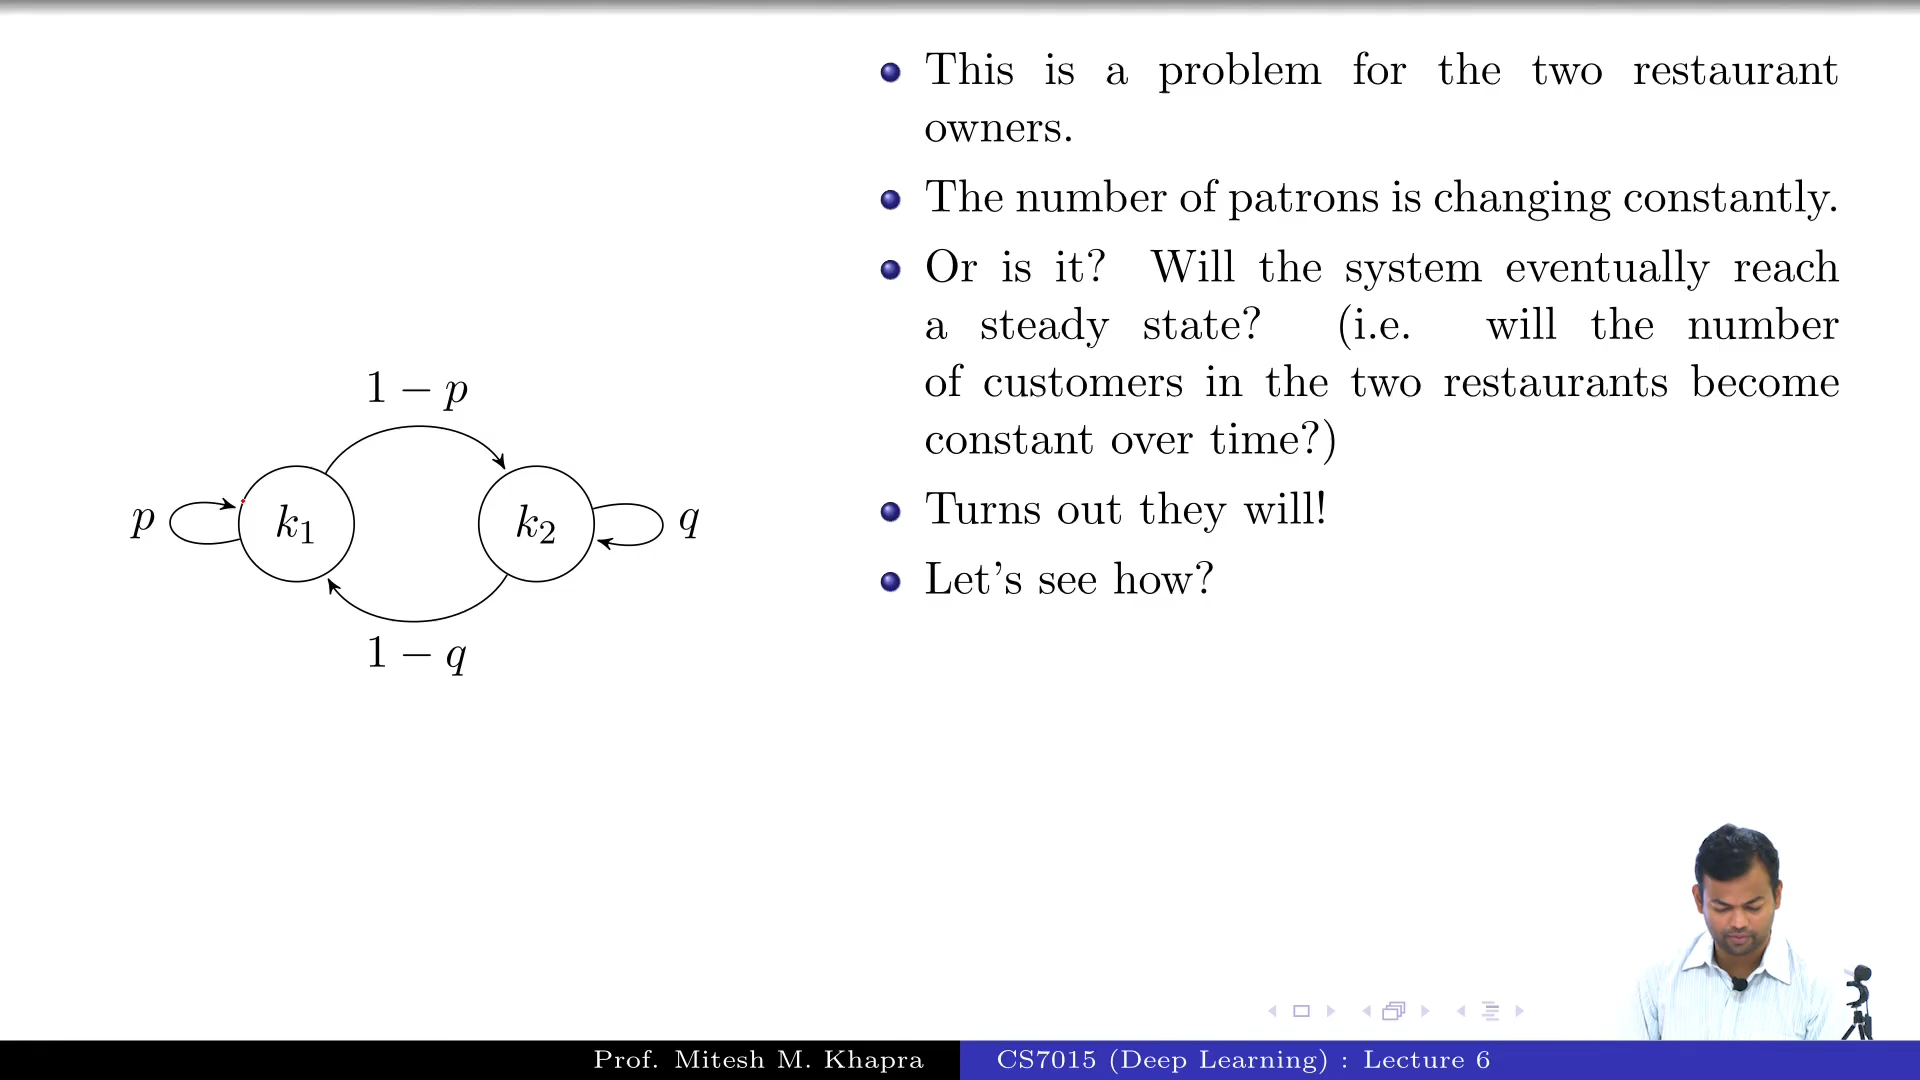 This is a problem for the two restaurant
owners.
The number of patrons is changing constantly.
Or is it? Will the system eventually reach
a steady state? (i.e. will the number
of customers in the two restaurants become
constant over time?)
Turns out they will!
Let's see how?
1 − p
p
k₁
k₂
q
1 − q
Prof. Mitesh M. Khapra
CS7015 (Deep Learning) : Lecture 6